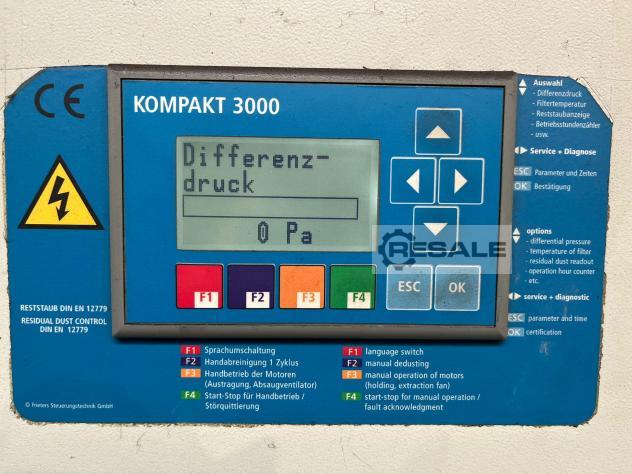 KOMPAKT 3000
Differenz-
druck
0 Pa
RESALE
ESC
OK
F1
F2
F3
F4
CE
RESTSTAUB DIN EN 12779
RESIDUAL DUST CONTROL
DIN EN 12779
© Frieters Steuerungstechnik GmbH
F1 Sprachumschaltung
F2 Handabreinigung 1 Zyklus
F3 Handbetrieb der Motoren
(Austragung, Absaugventilator)
F4 Start-Stop für Handbetrieb /
Störquittierung
F1 language switch
F2 manual dedusting
F3 manual operation of motors
(holding, extraction fan)
F4 start-stop for manual operation /
fault acknowledgment
Auswahl
- Differenzdruck
- Filtertemperatur
- Reststaubanzeige
- Betriebsstundenzähler
- usw.
Service + Diagnose
ESC Parameter und Zeiten
OK Bestätigung
options
- differential pressure
- temperature of filter
- residual dust readout
- operation hour counter
- etc.
service + diagnostic
ESC parameter and time
OK certification